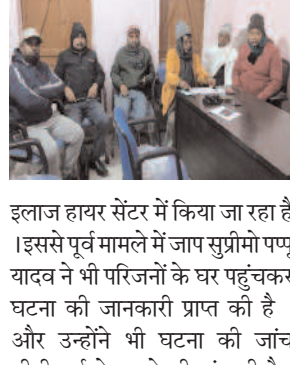 इलाज हायर सेंटर में किया जा रहा है
।इससे पूर्व मामले में जाप सुप्रीमो पप्पू
यादव ने भी परिजनों के घर पहुंचकर
घटना की जानकारी प्राप्त की है
और उन्होंने भी घटना की जांच